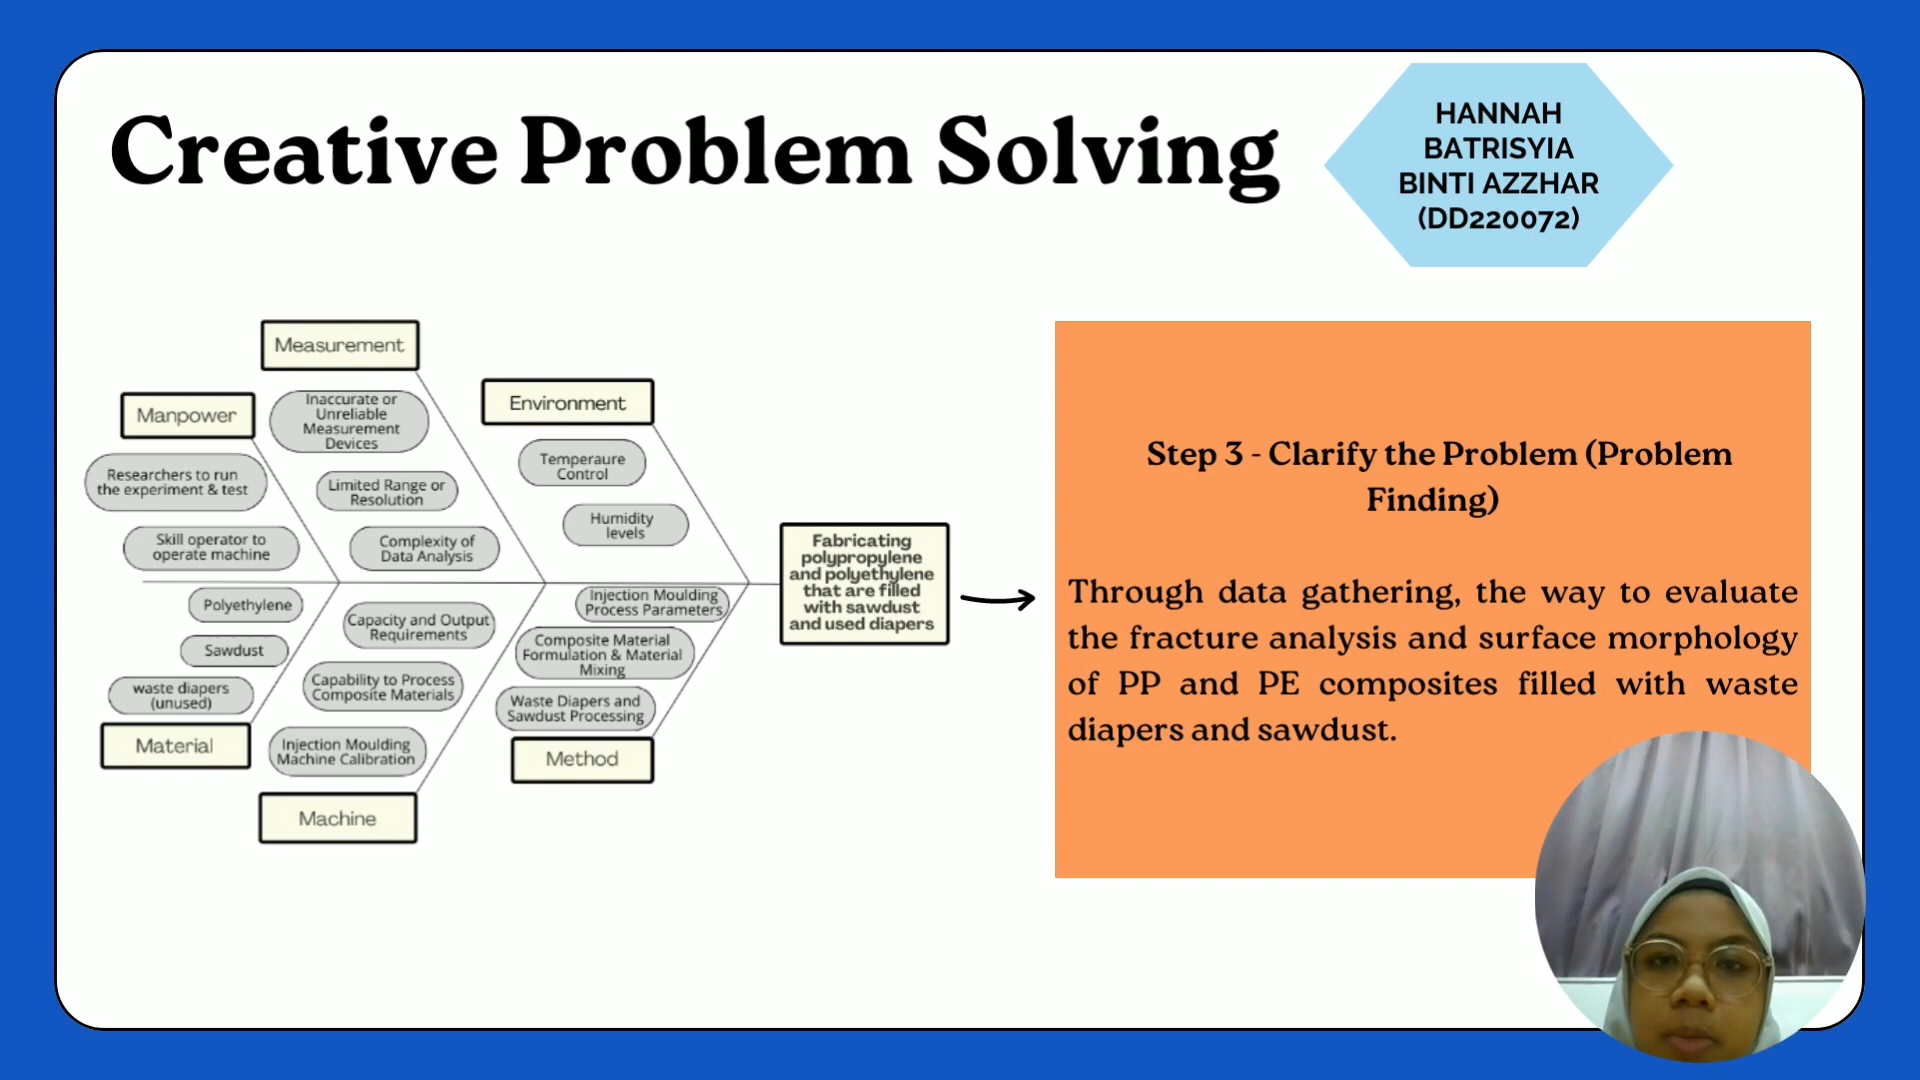 Creative Problem Solving
HANNAH
BATRISYIA
BINTI AZZHAR
(DD220072)
Measurement
Inaccurate or
Unreliable
Measurement
Devices
Limited Range or
Resolution
Complexity of
Data Analysis
Manpower
Researchers to run
the experiment & test
Skill operator to
operate machine
Environment
Temperaure
Control
Humidity
levels
Polyethylene
Sawdust
waste diapers
(unused)
Material
Capacity and Output
Requirements
Capability to Process
Composite Materials
Injection Moulding
Machine Calibration
Machine
Injection Moulding
Process Parameters
Composite Material
Formulation & Material
Mixing
Waste Diapers and
Sawdust Processing
Method
Fabricating
polypropylene
and polyethylene
that are filled
with sawdust
and used diapers
Step 3 - Clarify the Problem (Problem
Finding)
Through data gathering, the way to evaluate
the fracture analysis and surface morphology
of PP and PE composites filled with waste
diapers and sawdust.